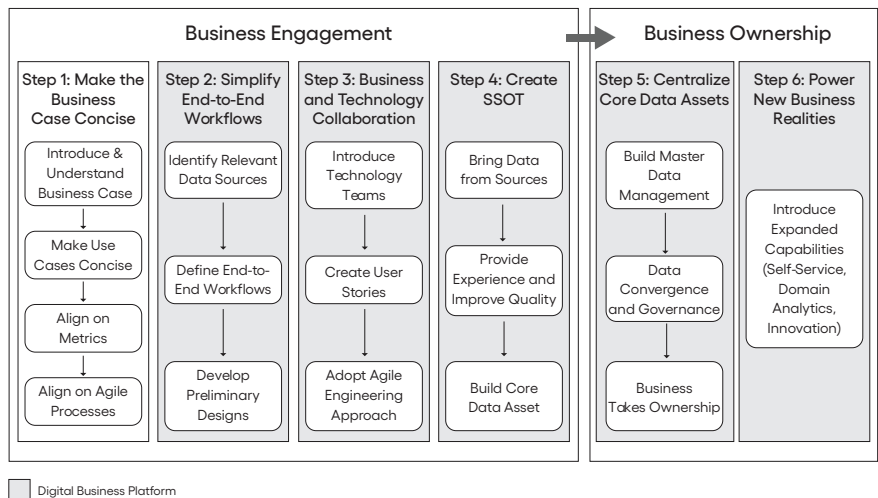 Business Engagement
Business Ownership
Step 1: Make the
Business
Case Concise
Introduce &
Understand
Business Case
Make Use
Cases Concise
Align on
Metrics
Align on Agile
Processes
Step 2: Simplify
End-to-End
Workflows
Identify Relevant
Data Sources
Define End-to-
End Workflows
Develop
Preliminary
Designs
Step 3: Business
and Technology
Collaboration
Introduce
Technology
Teams
Create User
Stories
Adopt Agile
Engineering
Approach
Step 4: Create
SSOT
Bring Data
from Sources
Provide
Experience and
Improve Quality
Build Core
Data Asset
Step 5: Centralize
Core Data Assets
Build Master
Data
Management
Data
Convergence
and Governance
Business
Takes Ownership
Step 6: Power
New Business
Realities
Introduce
Expanded
Capabilities
(Self-Service,
Domain
Analytics,
Innovation)
Digital Business Platform